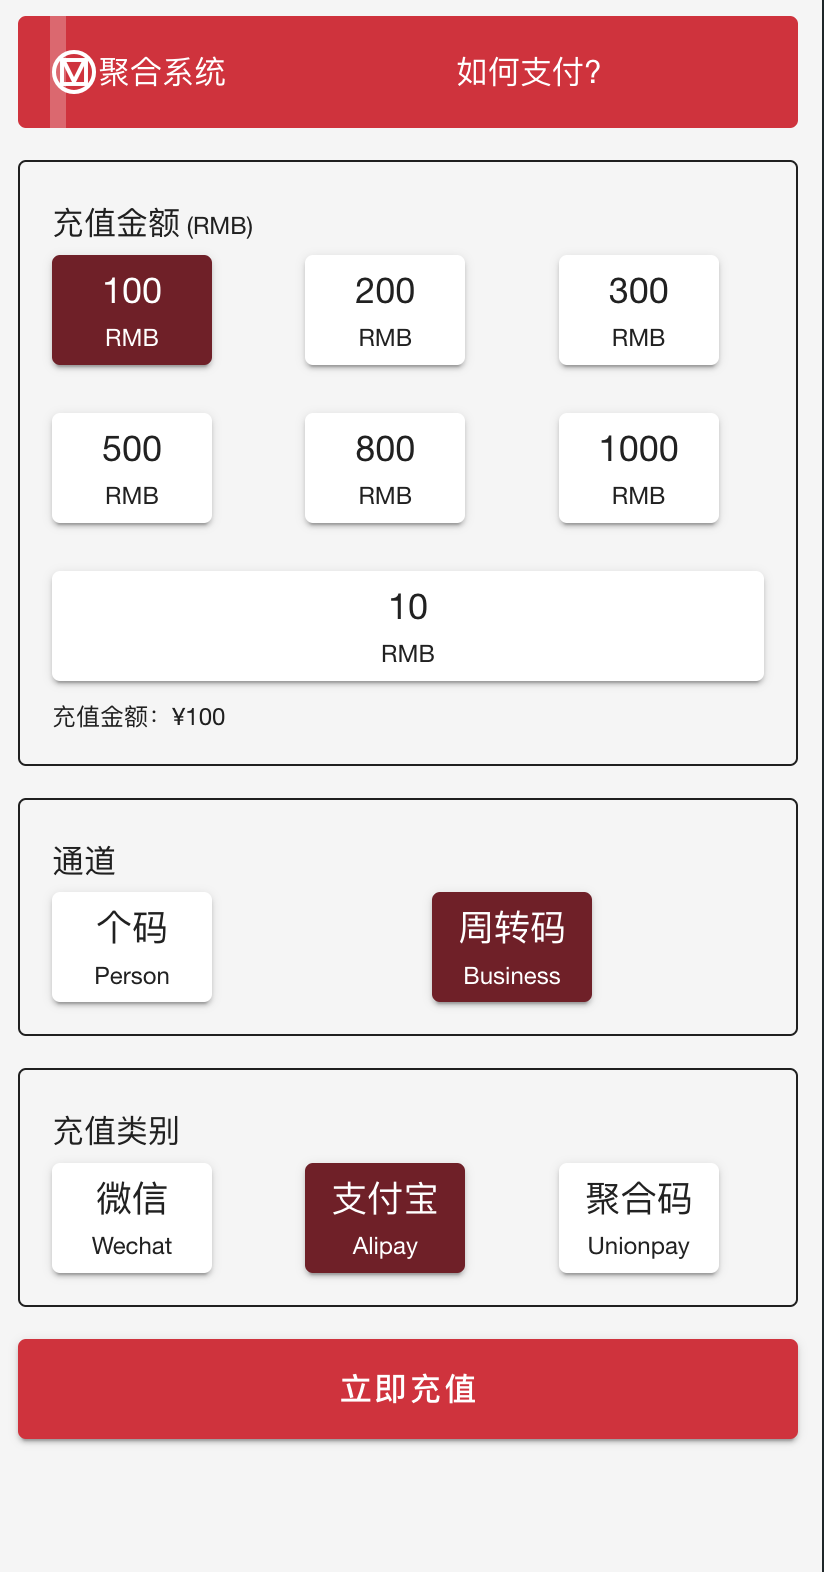 聚合系统 如何支付?
充值金额 (RMB)
100 200 300
RMB RMB RMB
500 800 1000
RMB RMB RMB
10
RMB
充值金额：¥100
通道
个码 周转码
Person Business
充值类别
微信 支付宝 聚合码
Wechat Alipay Unionpay
立即充值